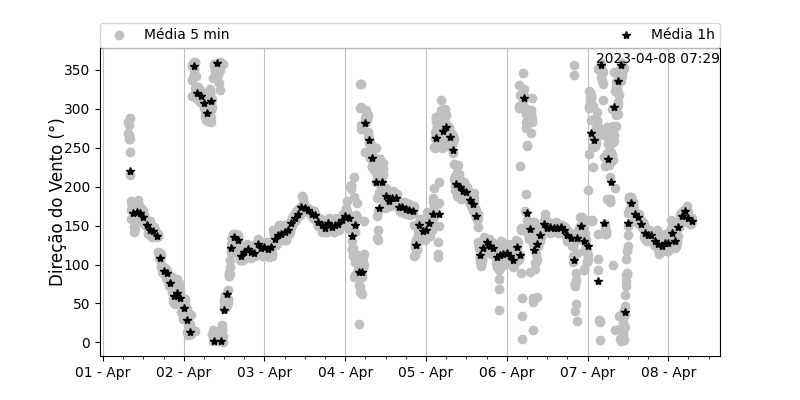 Média 5 min
Média 1h
2023-04-08 07:29
Direção do Vento (°)
350
300
250
200
150
100
50
0
01 - Apr
02 - Apr
03 - Apr
04 - Apr
05 - Apr
06 - Apr
07 - Apr
08 - Apr